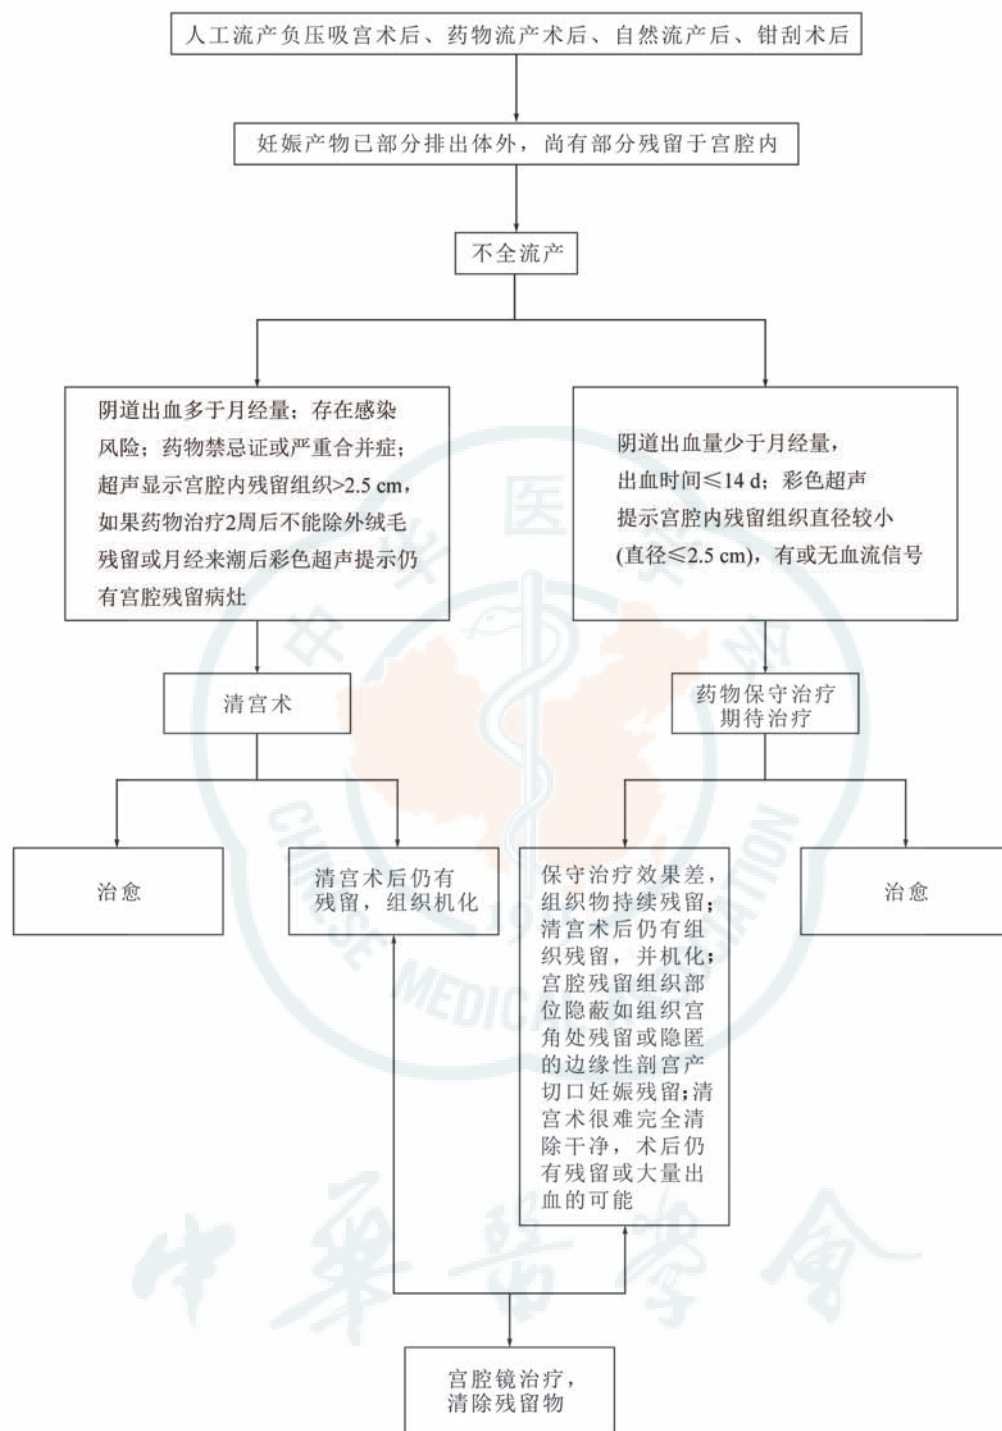 人工流产负压吸宫术后、药物流产术后、自然流产后、钳刮术后
妊娠产物已部分排出体外，尚有部分残留于宫腔内
不全流产
阴道出血多于月经量；存在感染
风险；药物禁忌证或严重合并症；
超声显示宫腔内残留组织>2.5 cm，
如果药物治疗2周后不能除外绒毛
残留或月经来潮后彩色超声提示仍
有宫腔残留病灶
阴道出血量少于月经量，
出血时间≤14 d；彩色超声
提示宫腔内残留组织直径较小
(直径≤2.5 cm)，有或无血流信号
清宫术
药物保守治疗
期待治疗
治愈
清宫术后仍有
残留，组织机化
保守治疗效果差，
组织物持续残留；
清宫术后仍有组
织残留，并机化；
宫腔残留组织部
位隐蔽如组织宫
角处残留或隐匿
的边缘性剖宫产
切口妊娠残留；清
宫术很难完全清
除干净，术后仍
有残留或大量出
血的可能
治愈
宫腔镜治疗，
清除残留物
中华医学会
CHINESE MEDICAL ASSOCIATION
中华醫學會